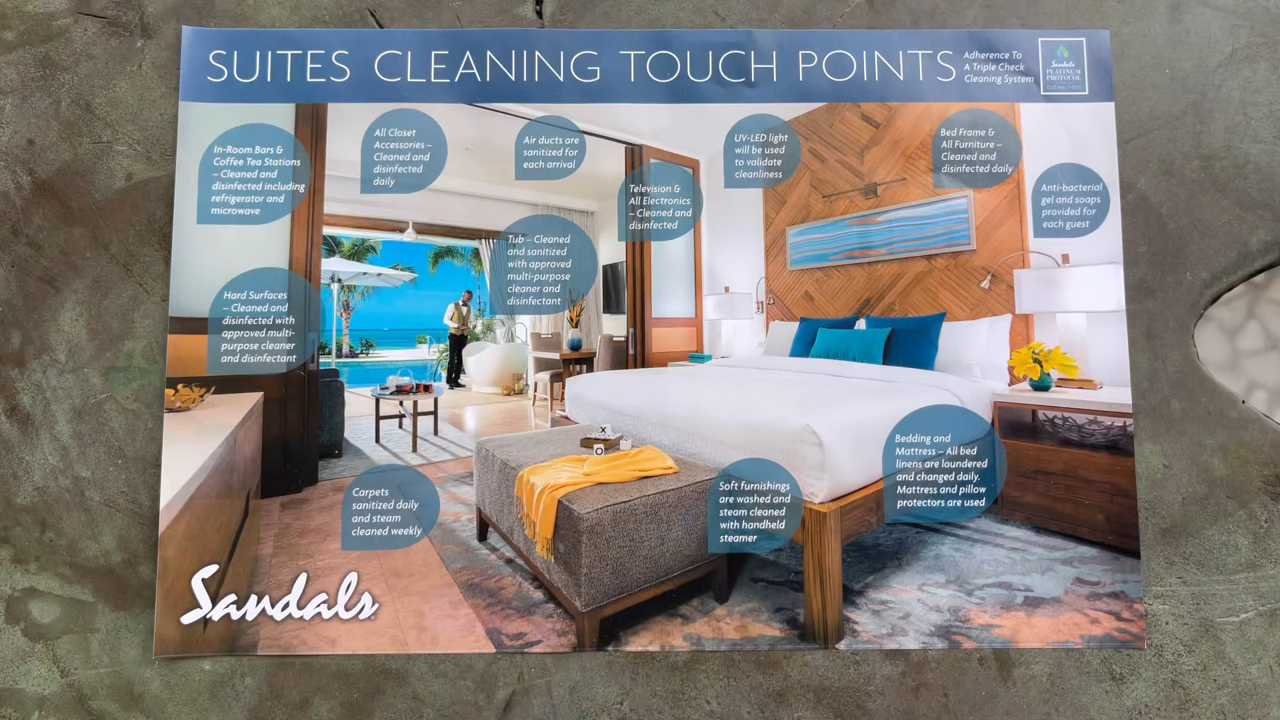 SUITES CLEANING TOUCH POINTS
Adherence To
A Triple Check
Cleaning System
Sandals
PLATINUM
PROTOCOL
CLEANLINESS
In-Room Bars &
Coffee Tea Stations
– Cleaned and
disinfected including
refrigerator and
microwave
All Closet
Accessories –
Cleaned and
disinfected
daily
Air ducts are
sanitized for
each arrival
Television &
All Electronics
– Cleaned and
disinfected
UV-LED light
will be used
to validate
cleanliness
Bed Frame &
All Furniture –
Cleaned and
disinfected daily
Anti-bacterial
gel and soaps
provided for
each guest
Tub – Cleaned
and sanitized
with approved
multi-purpose
cleaner and
disinfectant
Hard Surfaces
– Cleaned and
disinfected with
approved multi-
purpose cleaner
and disinfectant
X
O
Carpets
sanitized daily
and steam
cleaned weekly
Soft furnishings
are washed and
steam cleaned
with handheld
steamer
Bedding and
Mattress – All bed
linens are laundered
and changed daily.
Mattress and pillow
protectors are used
Sandals